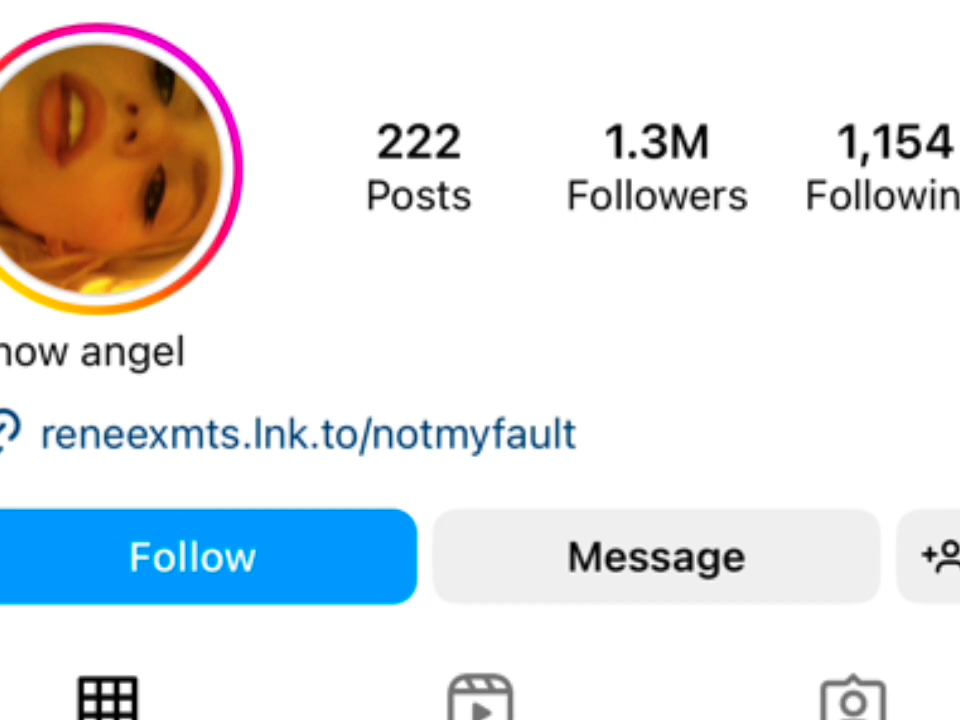 222 1.3M 1,154
Posts Followers Followin
now angel
reneexmts.lnk.to/notmyfault
Follow Message